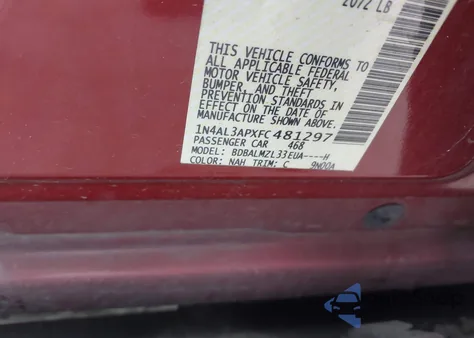 2072 LB
THIS VEHICLE CONFORMS TO
ALL APPLICABLE FEDERAL
MOTOR VEHICLE SAFETY,
BUMPER, AND THEFT
PREVENTION STANDARDS IN
EFFECT ON THE DATE OF
MANUFACTURE SHOWN ABOVE.
1N4AL3APXFC481297
PASSENGER CAR 468
MODEL: BDBALMZL33EUA----H
COLOR: NAH TRIM: C 9N00A